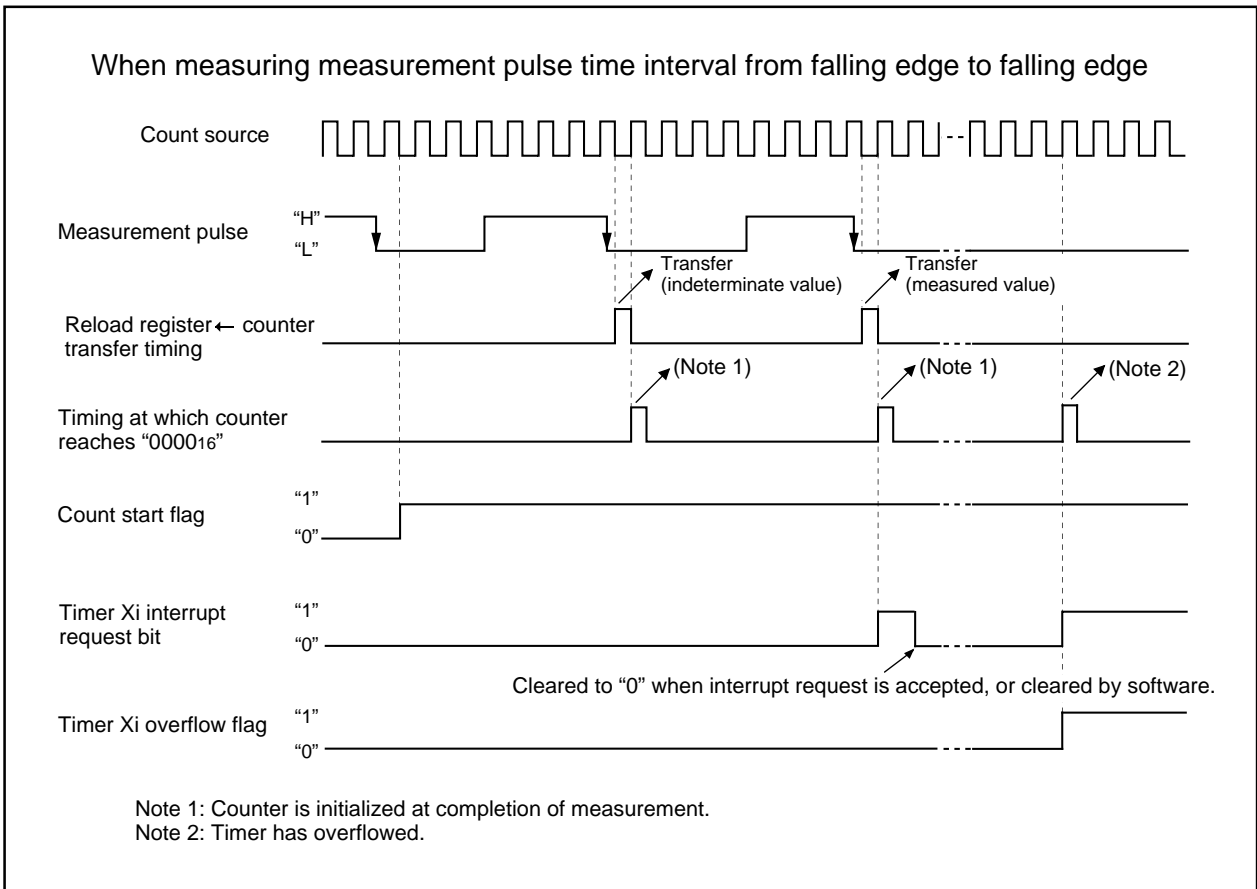 When measuring measurement pulse time interval from falling edge to falling edge
Count source
Measurement pulse
“H”
“L”
Transfer
(indeterminate value)
Transfer
(measured value)
Reload register ← counter
transfer timing
(Note 1)
(Note 1)
(Note 2)
Timing at which counter
reaches “000016”
Count start flag
“1”
“0”
Timer Xi interrupt
request bit
“1”
“0”
Cleared to “0” when interrupt request is accepted, or cleared by software.
Timer Xi overflow flag
“1”
“0”
Note 1: Counter is initialized at completion of measurement.
Note 2: Timer has overflowed.